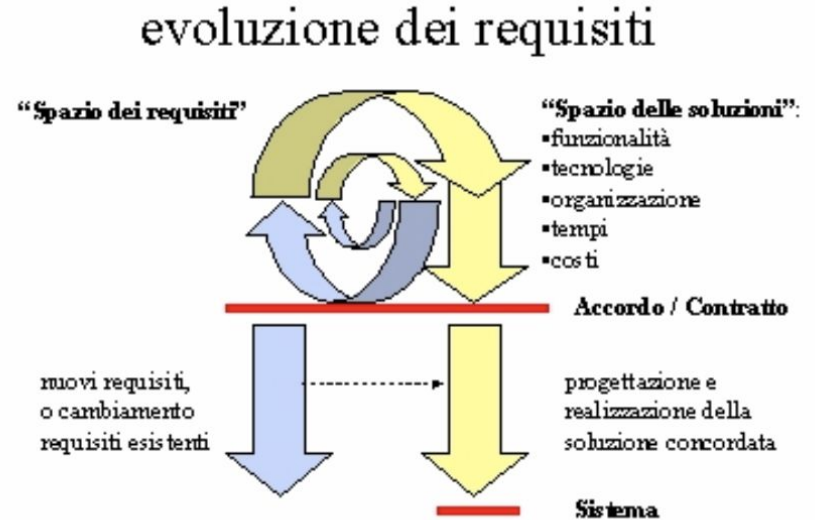 evoluzione dei requisiti
“Spazio dei requisiti”
“Spazio delle soluzioni”:
▪funzionalità
▪tecnologie
▪organizzazione
▪tempi
▪costi
Accordo / Contratto
nuovi requisiti,
o cambiamento
requisiti esistenti
progettazione e
realizzazione della
soluzione concordata
Sistema